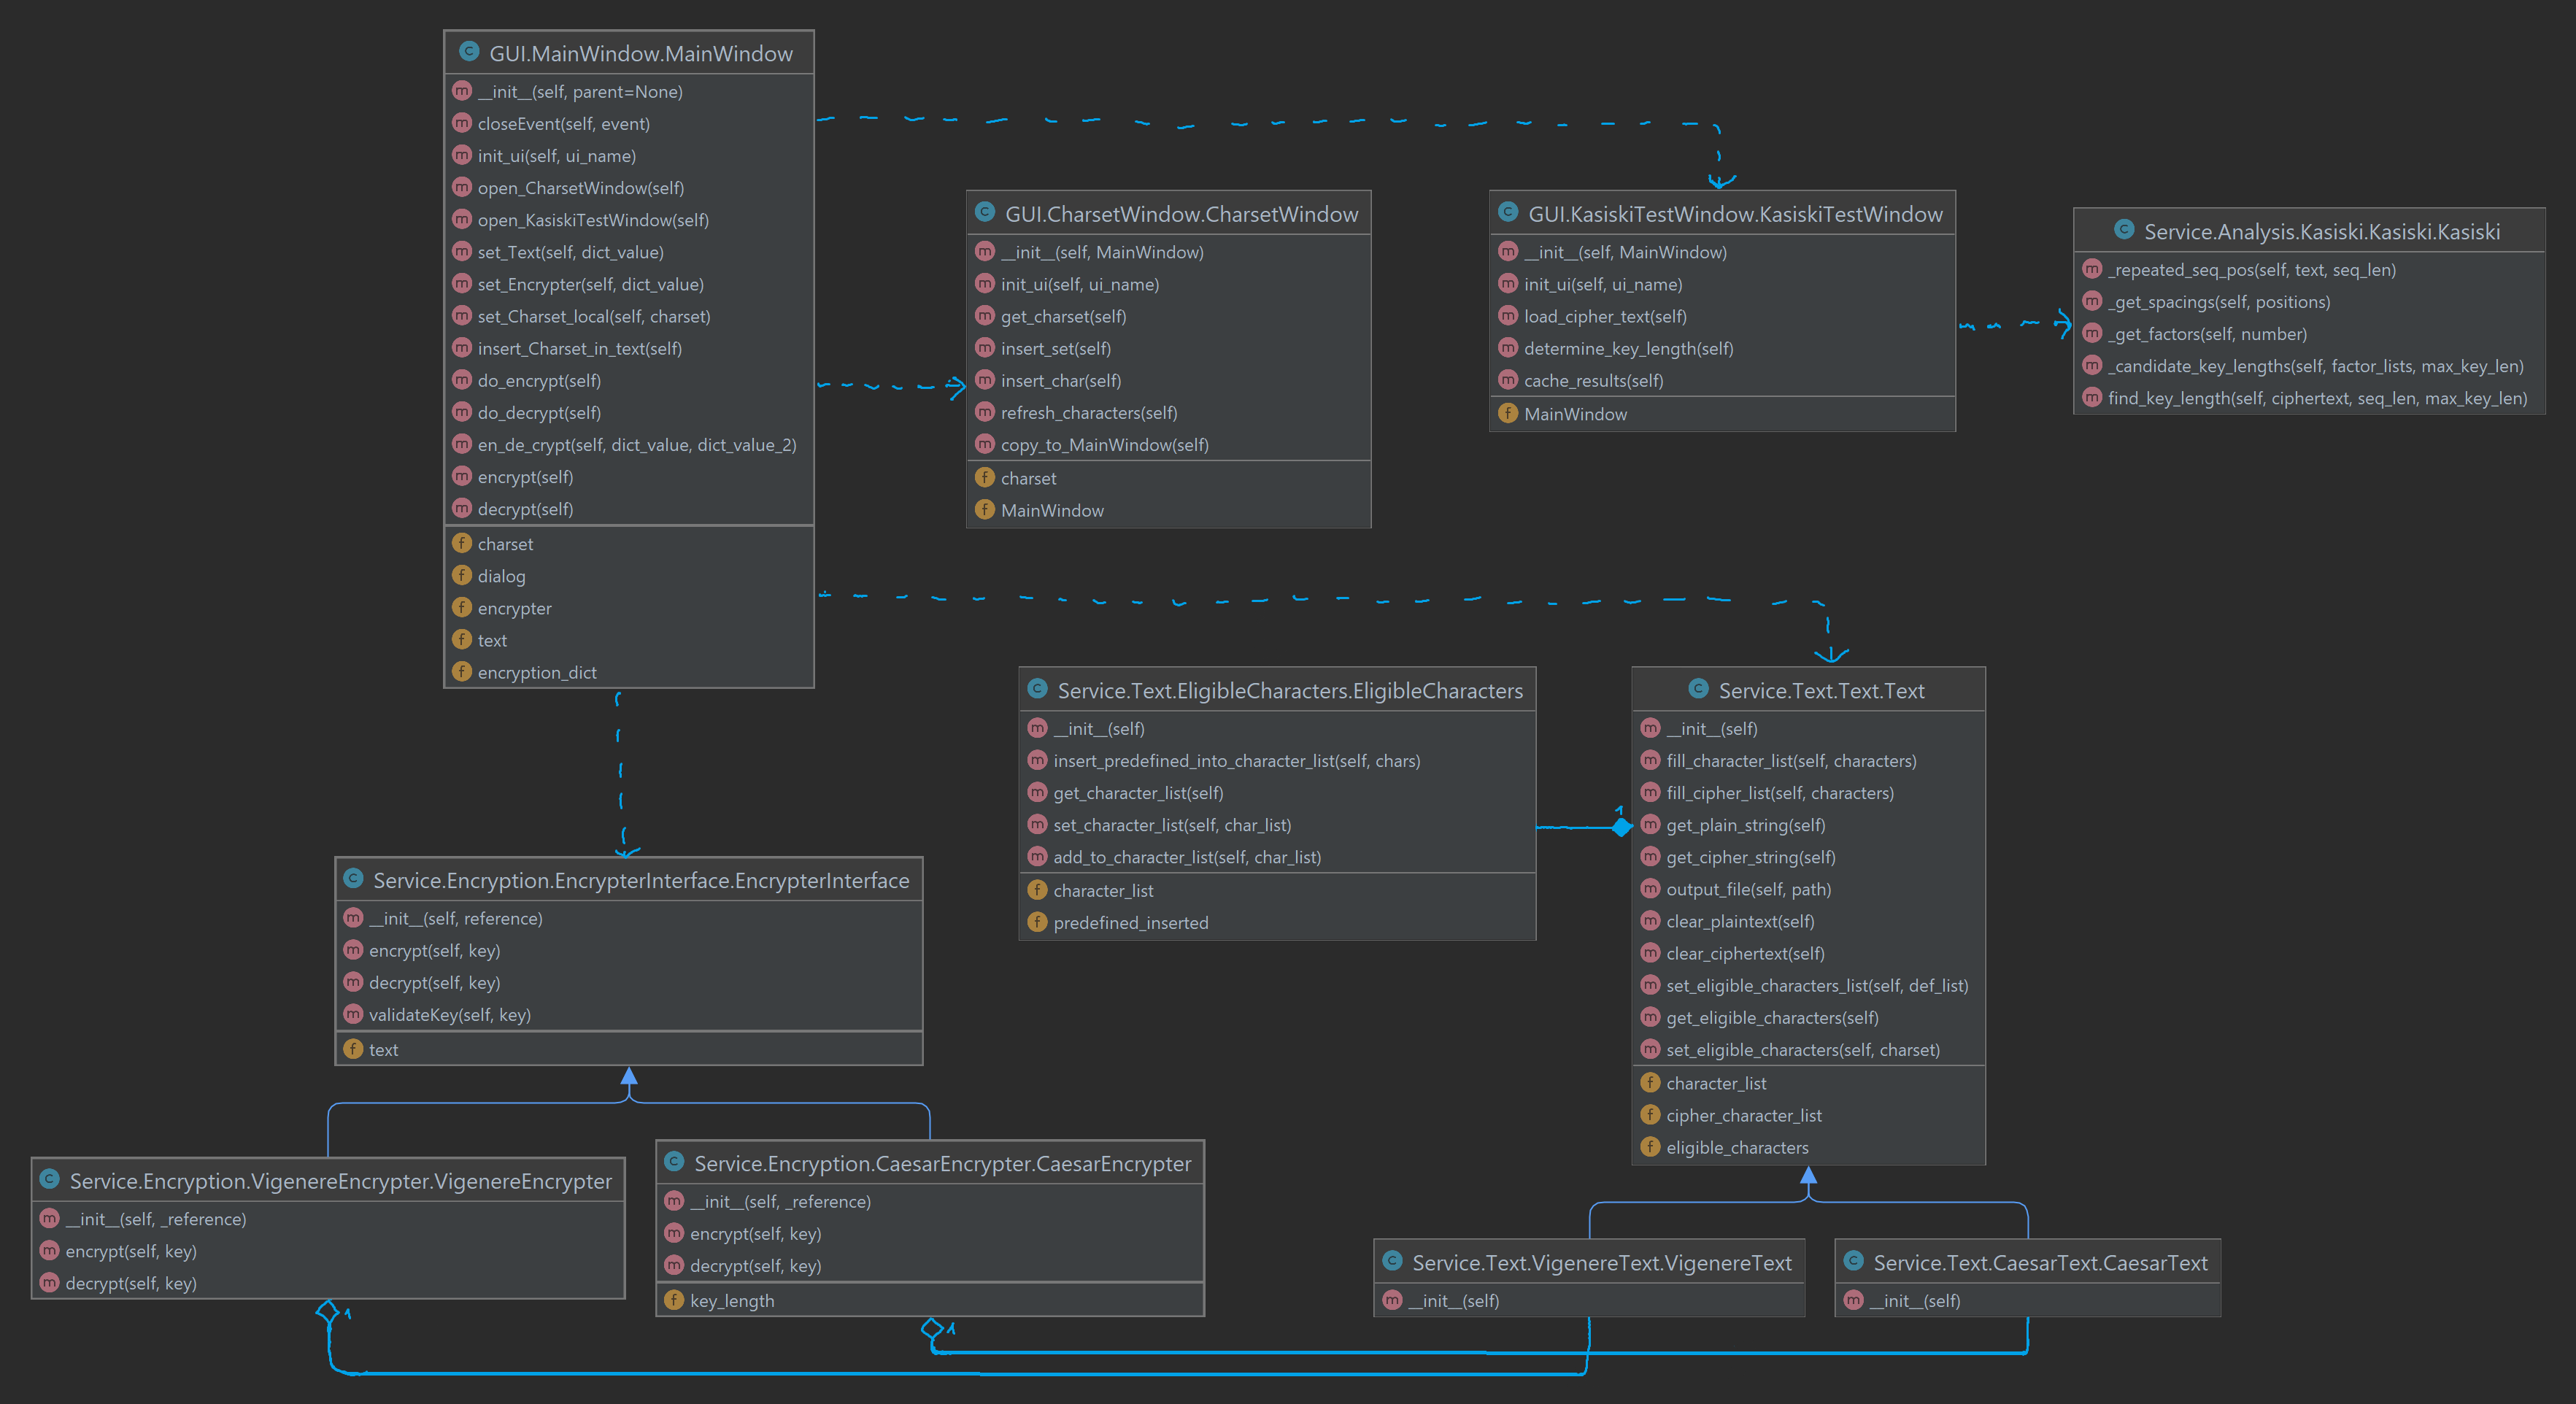 GUI.MainWindow.MainWindow
__init__(self, parent=None)
closeEvent(self, event)
init_ui(self, ui_name)
open_CharsetWindow(self)
open_KasiskiTestWindow(self)
set_Text(self, dict_value)
set_Encrypter(self, dict_value)
set_Charset_local(self, charset)
insert_Charset_in_text(self)
do_encrypt(self)
do_decrypt(self)
en_de_crypt(self, dict_value, dict_value_2)
encrypt(self)
decrypt(self)
charset
dialog
encrypter
text
encryption_dict
GUI.CharsetWindow.CharsetWindow
__init__(self, MainWindow)
init_ui(self, ui_name)
get_charset(self)
insert_set(self)
insert_char(self)
refresh_characters(self)
copy_to_MainWindow(self)
charset
MainWindow
GUI.KasiskiTestWindow.KasiskiTestWindow
__init__(self, MainWindow)
init_ui(self, ui_name)
load_cipher_text(self)
determine_key_length(self)
cache_results(self)
MainWindow
Service.Analysis.Kasiski.Kasiski.Kasiski
_repeated_seq_pos(self, text, seq_len)
_get_spacings(self, positions)
_get_factors(self, number)
_candidate_key_lengths(self, factor_lists, max_key_len)
find_key_length(self, ciphertext, seq_len, max_key_len)
Service.Text.EligibleCharacters.EligibleCharacters
__init__(self)
insert_predefined_into_character_list(self, chars)
get_character_list(self)
set_character_list(self, char_list)
add_to_character_list(self, char_list)
character_list
predefined_inserted
1
Service.Text.Text.Text
__init__(self)
fill_character_list(self, characters)
fill_cipher_list(self, characters)
get_plain_string(self)
get_cipher_string(self)
output_file(self, path)
clear_plaintext(self)
clear_ciphertext(self)
set_eligible_characters_list(self, def_list)
get_eligible_characters(self)
set_eligible_characters(self, charset)
character_list
cipher_character_list
eligible_characters
Service.Encryption.EncrypterInterface.EncrypterInterface
__init__(self, reference)
encrypt(self, key)
decrypt(self, key)
validateKey(self, key)
text
Service.Encryption.VigenereEncrypter.VigenereEncrypter
__init__(self, _reference)
encrypt(self, key)
decrypt(self, key)
1
Service.Encryption.CaesarEncrypter.CaesarEncrypter
__init__(self, _reference)
encrypt(self, key)
decrypt(self, key)
key_length
1
Service.Text.VigenereText.VigenereText
__init__(self)
Service.Text.CaesarText.CaesarText
__init__(self)